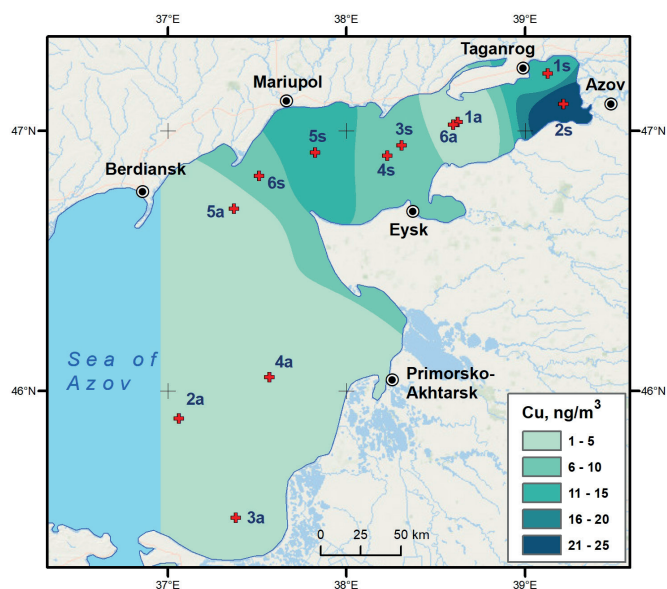 37°E
38°E
39°E
Taganrog
1s
Azov
Mariupol
47°N
47°N
5s
3s
1a
6a
2s
4s
Berdiansk
6s
5a
Eysk
Sea of
Azov
4a
Primorsko-
Akhtarsk
46°N
46°N
2a
3a
Cu, ng/m³
1 - 5
6 - 10
11 - 15
16 - 20
21 - 25
0 25 50 km
37°E
38°E
39°E